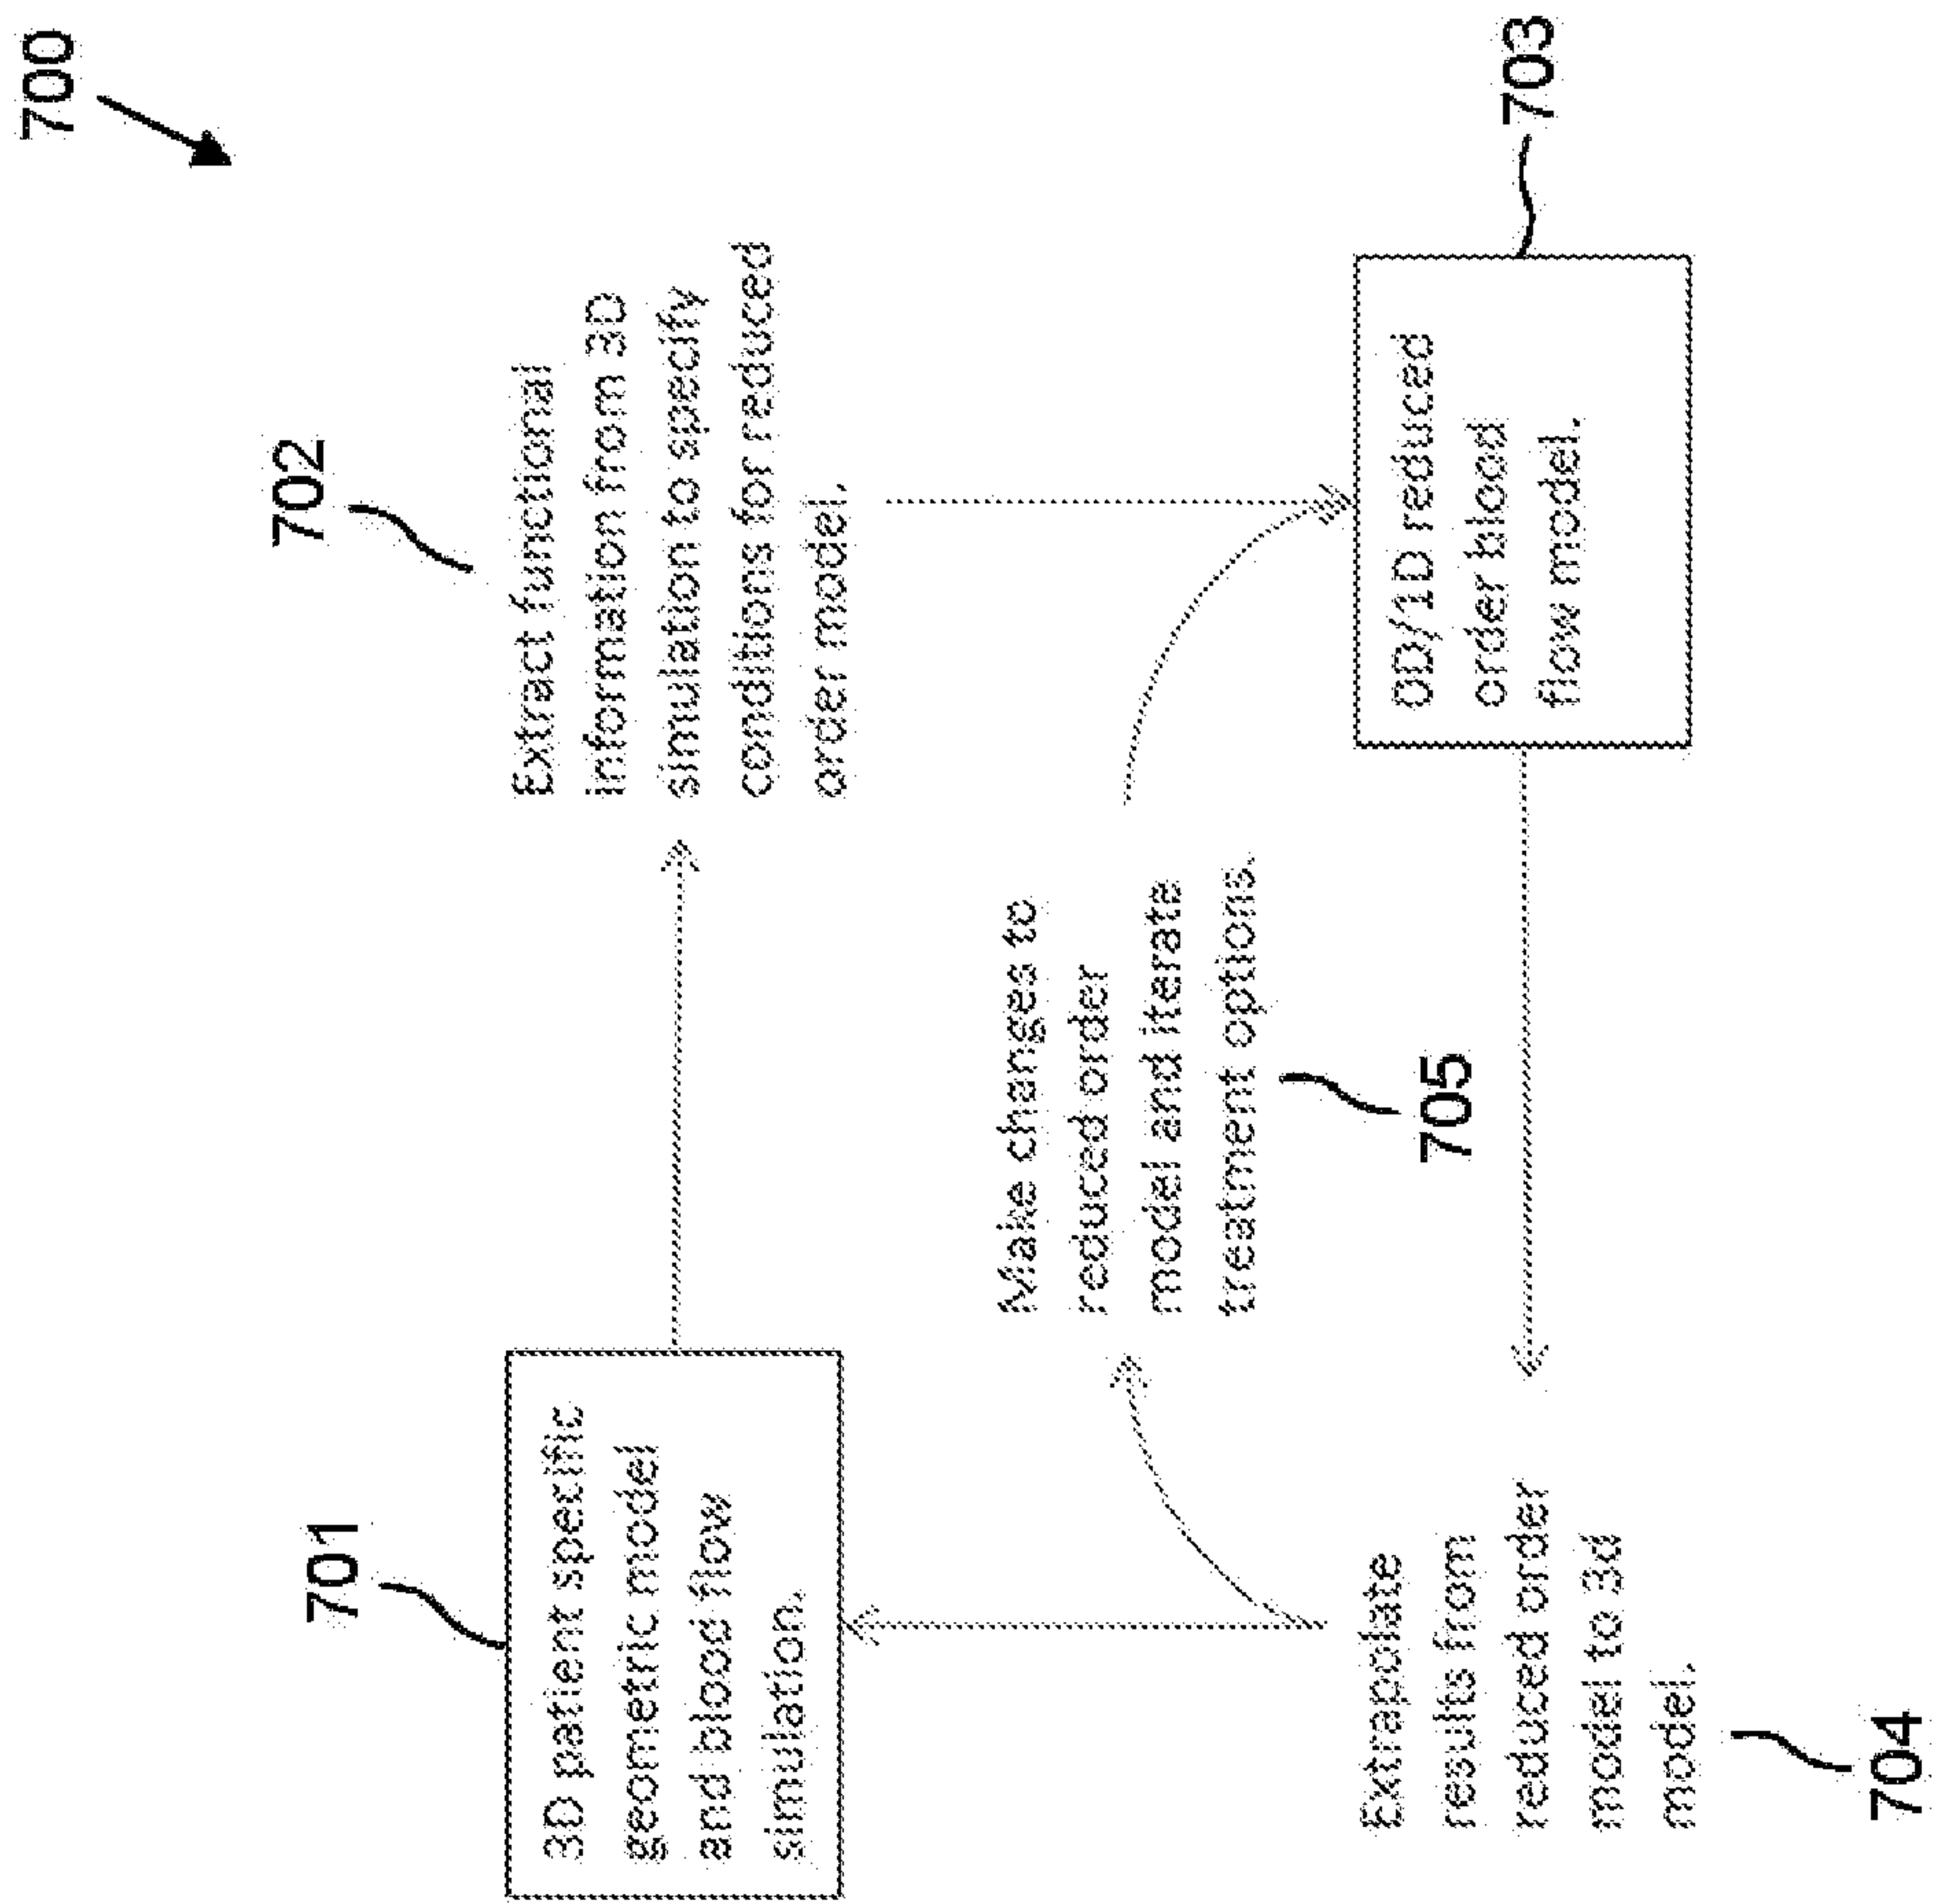 700
701
3D patient specific
geometric model
and blood flow
simulation.
702
Extract functional
information from 3D
simulation to specify
conditions for reduced
order model.
Make changes to
reduced order
model and iterate
treatment options.
705
Extrapolate
results from
reduced order
model to 3d
model.
704
0D/1D reduced
order blood
flow model.
703